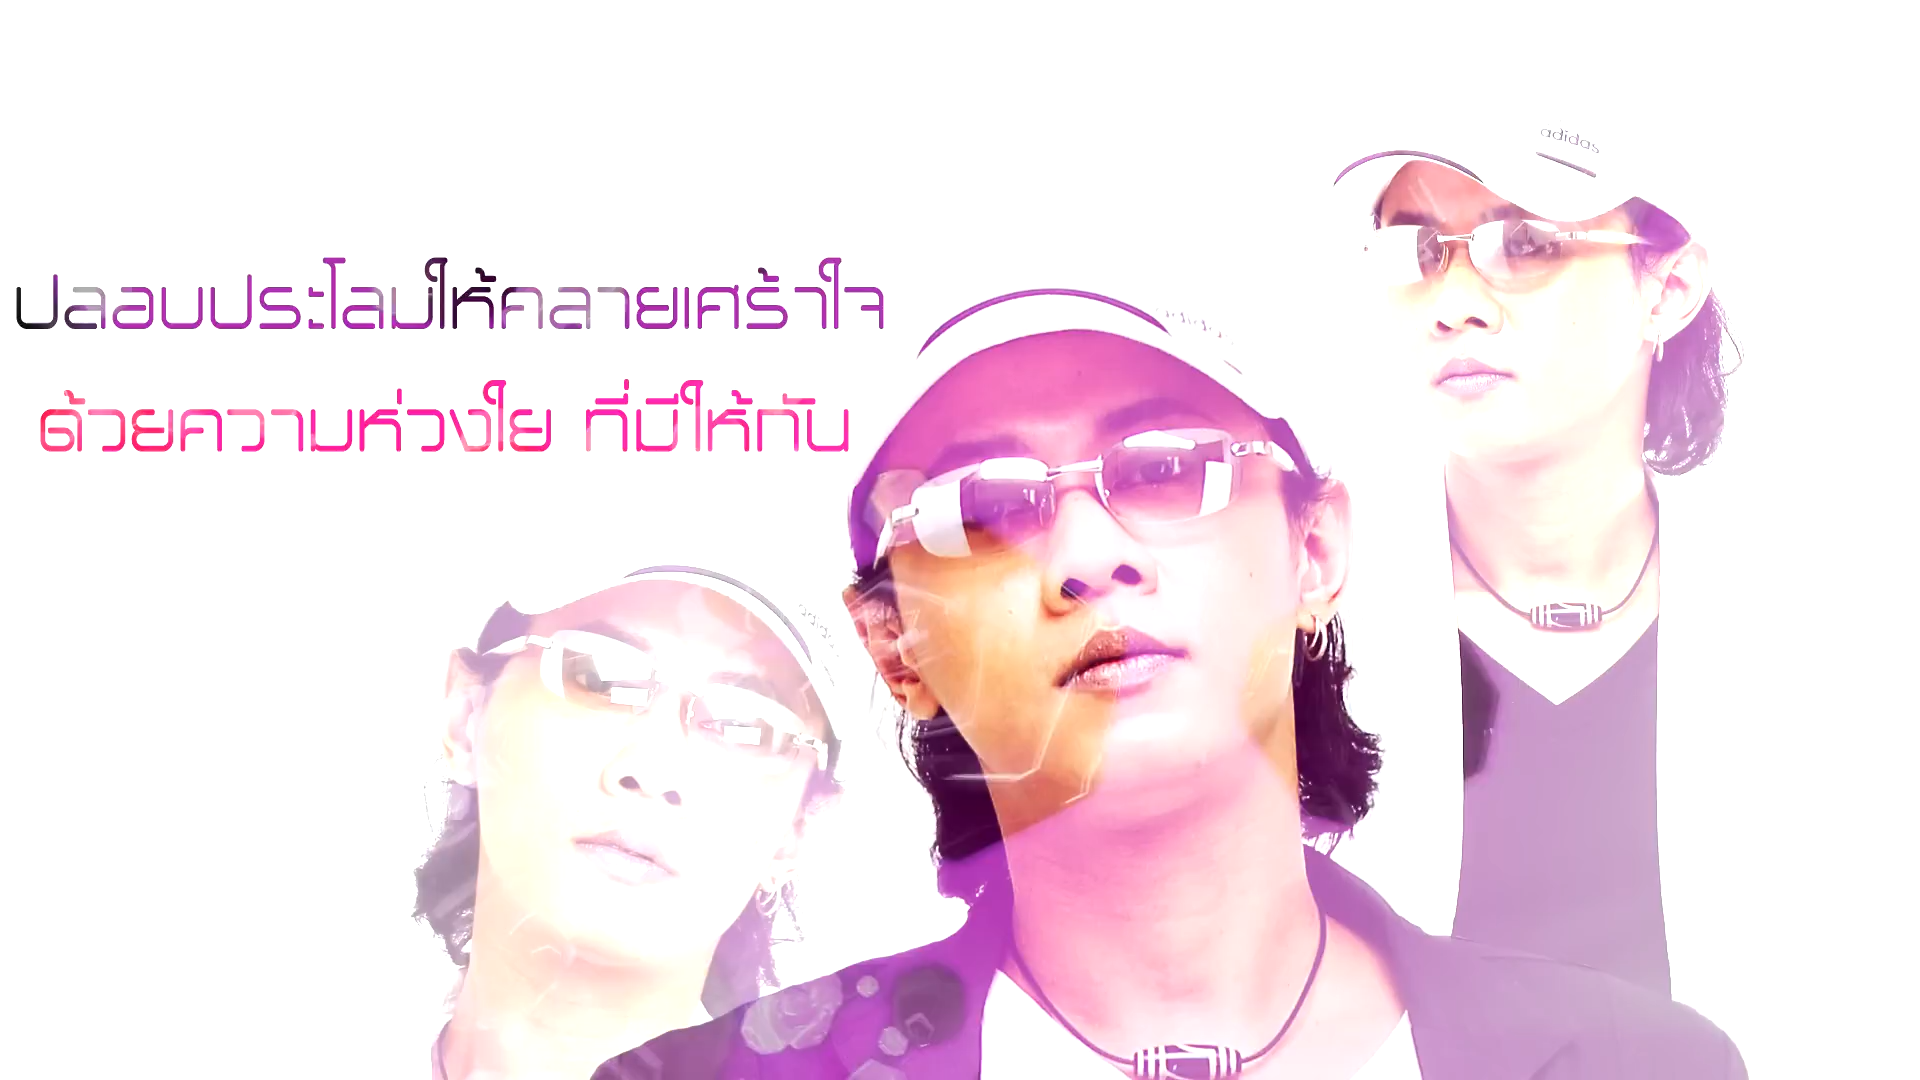 ปลอบประโลมให้คลายเศร้าใจ
ด้วยความห่วงใย ที่มีให้กัน
adidas
adidas